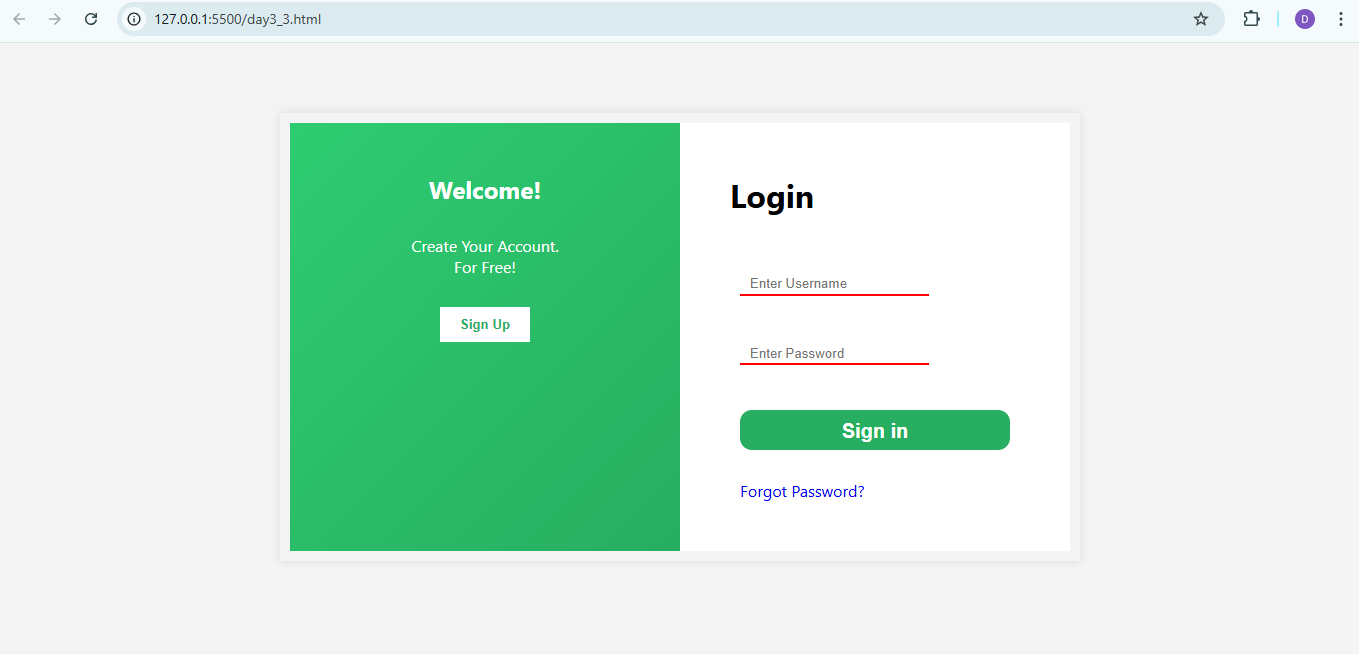 127.0.0.1:5500/day3_3.html
D
Welcome!
Create Your Account.
For Free!
Sign Up
Login
Enter Username
Enter Password
Sign in
Forgot Password?